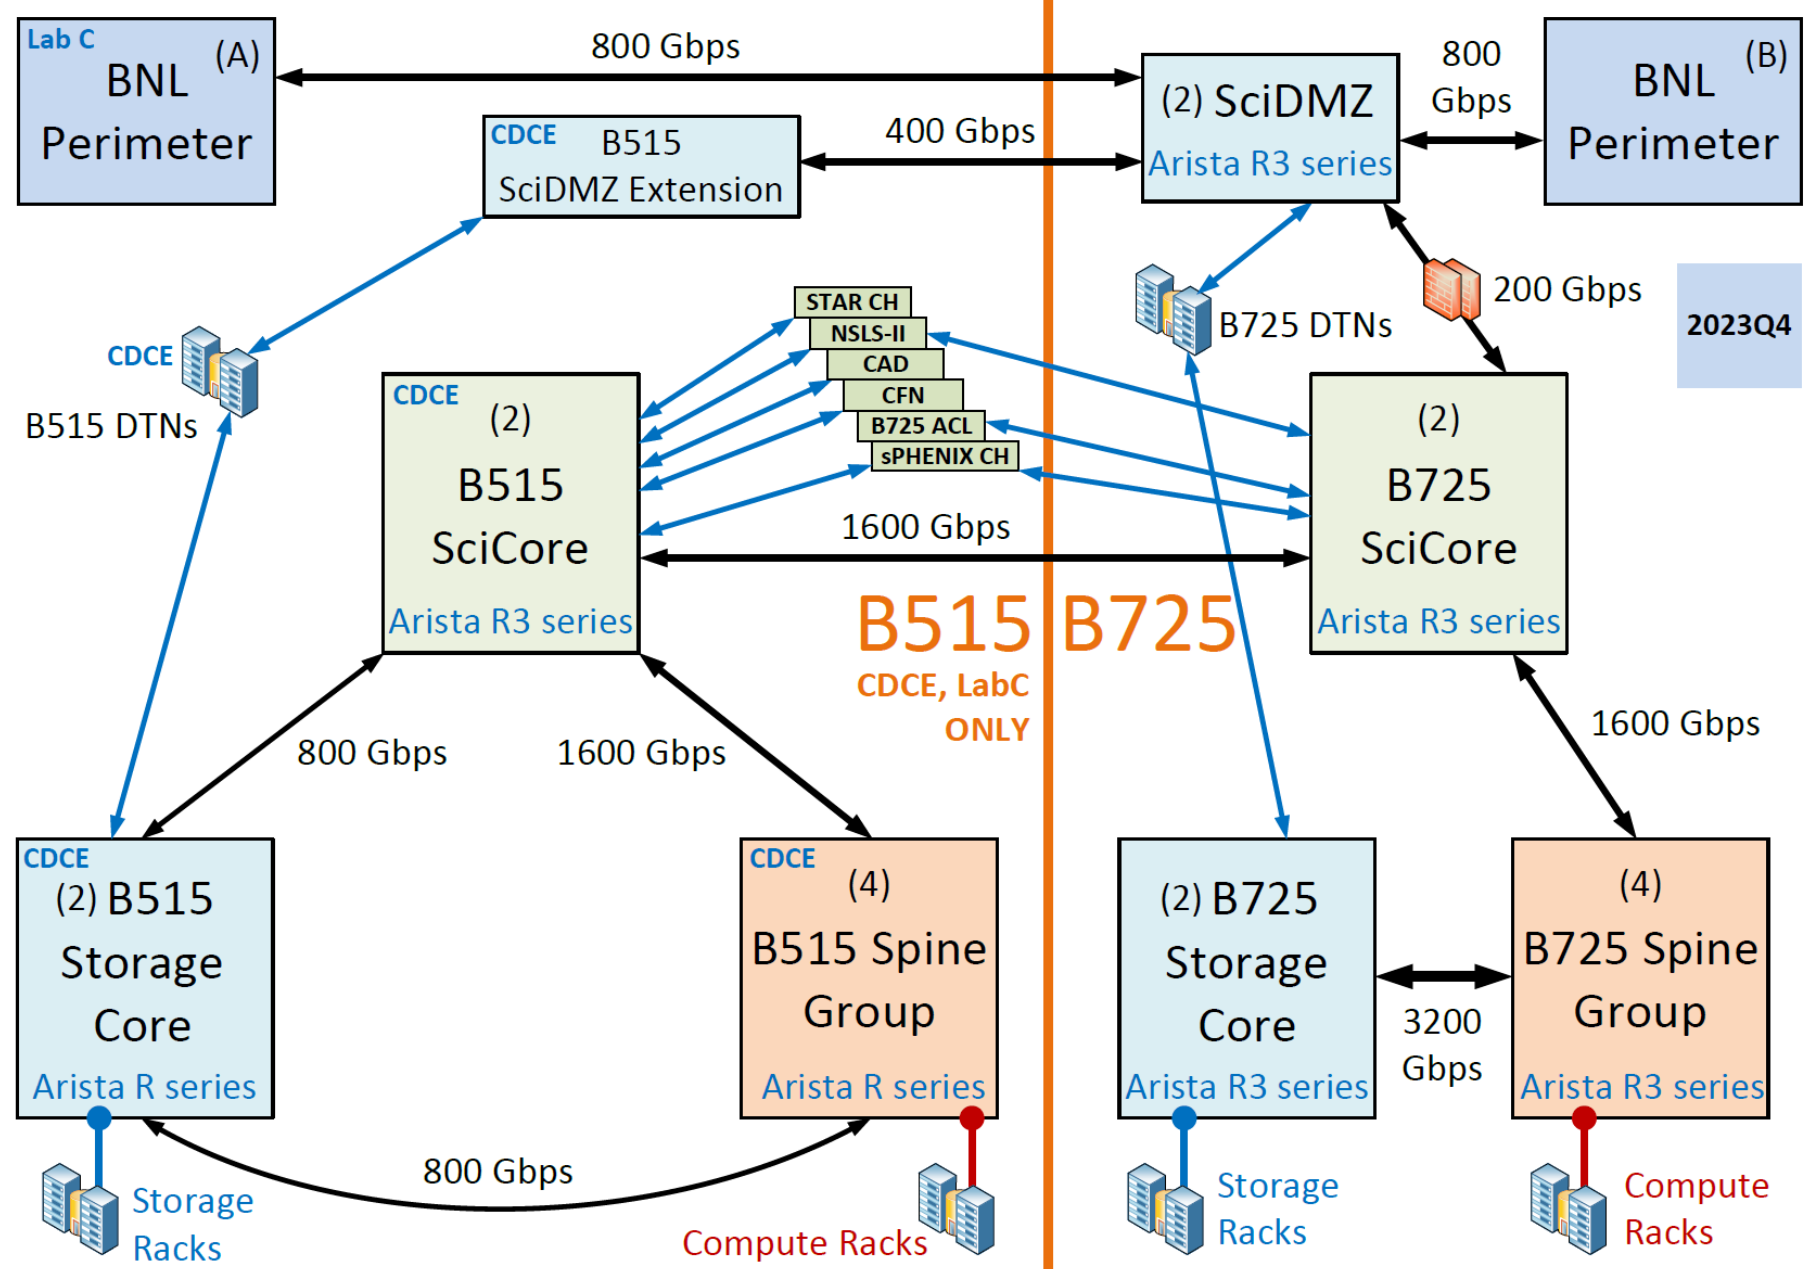 Lab C
(A)
BNL
Perimeter
800 Gbps
(2) SciDMZ
Arista R3 series
800
Gbps
(B)
BNL
Perimeter
CDCE
B515
SciDMZ Extension
400 Gbps
200 Gbps
2023Q4
B725 DTNs
CDCE
B515 DTNs
STAR CH
NSLS-II
CAD
CFN
B725 ACL
sPHENIX CH
CDCE
(2)
B515
SciCore
Arista R3 series
1600 Gbps
(2)
B725
SciCore
Arista R3 series
B515
CDCE, LabC
ONLY
B725
800 Gbps
1600 Gbps
1600 Gbps
CDCE
(2) B515
Storage
Core
Arista R series
CDCE
(4)
B515 Spine
Group
Arista R series
(2) B725
Storage
Core
Arista R3 series
3200
Gbps
(4)
B725 Spine
Group
Arista R3 series
800 Gbps
Storage
Racks
Compute Racks
Storage
Racks
Compute
Racks